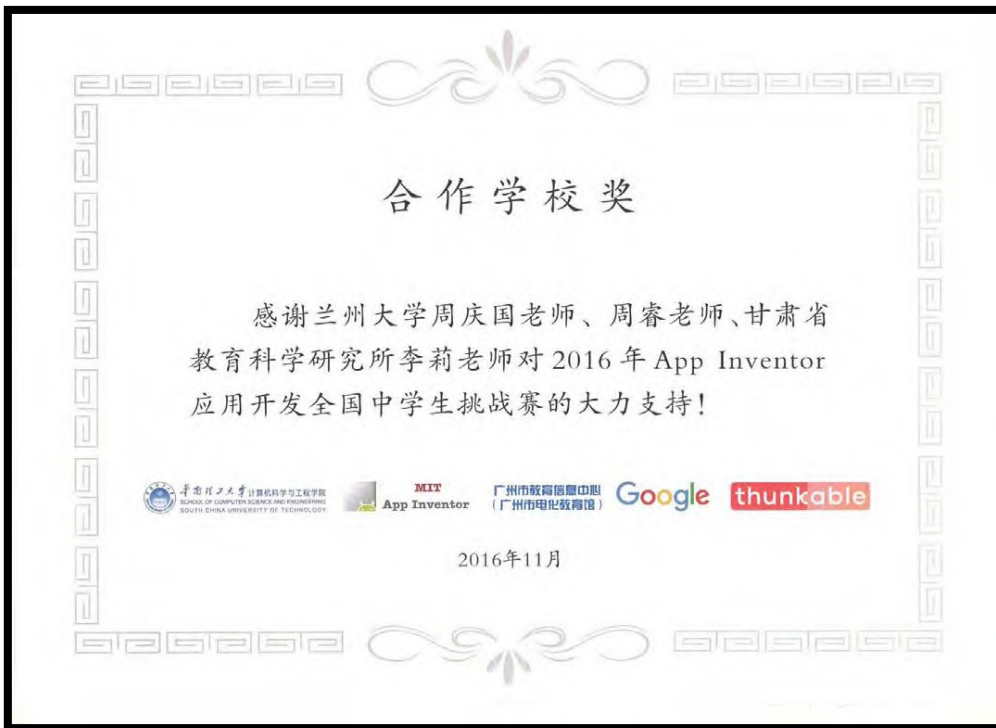 合作学校奖
感谢兰州大学周庆国老师、周睿老师、甘肃省
教育科学研究所李莉老师对2016年App Inventor
应用开发全国中学生挑战赛的大力支持！
华南理工大学计算机科学与工程学院
SCHOOL OF COMPUTER SCIENCE AND ENGINEERING
SOUTH CHINA UNIVERSITY OF TECHNOLOGY
MIT
App Inventor
广州市教育信息中心
（广州市电化教育馆）
Google
thunkable
2016年11月